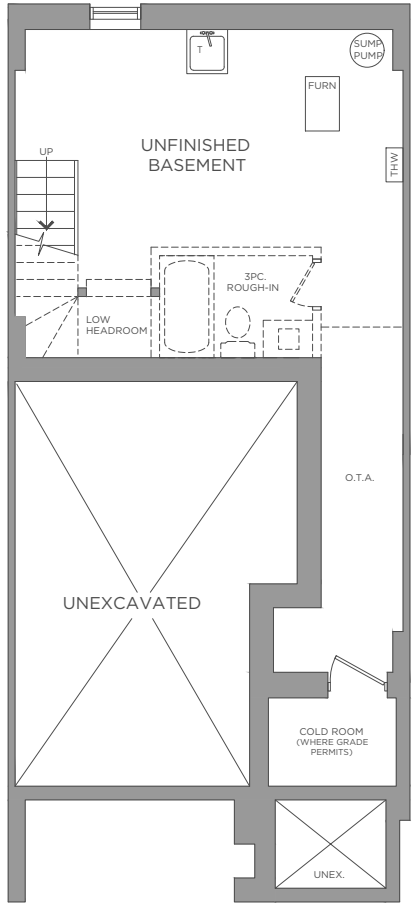 SUMP
PUMP
T
FURN
UNFINISHED
BASEMENT
UP
THW
3PC.
ROUGH-IN
LOW
HEADROOM
O.T.A.
UNEXCAVATED
COLD ROOM
(WHERE GRADE
PERMITS)
UNEX.